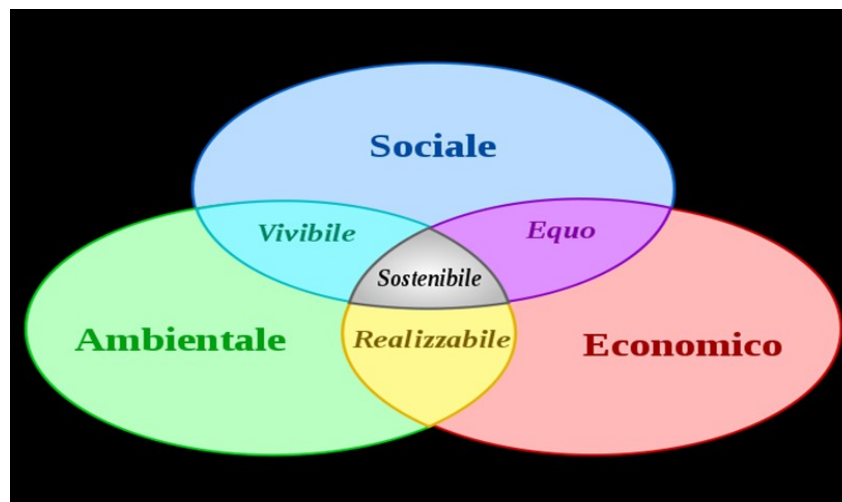 Sociale
Vivibile
Equo
Sostenibile
Ambientale
Realizzabile
Economico